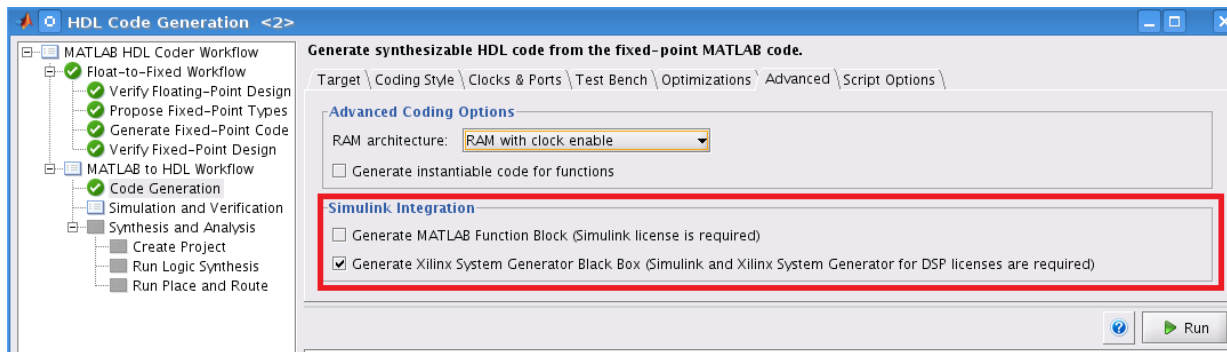 HDL Code Generation <2>
MATLAB HDL Coder Workflow
Float-to-Fixed Workflow
Verify Floating-Point Design
Propose Fixed-Point Types
Generate Fixed-Point Code
Verify Fixed-Point Design
MATLAB to HDL Workflow
Code Generation
Simulation and Verification
Synthesis and Analysis
Create Project
Run Logic Synthesis
Run Place and Route
Generate synthesizable HDL code from the fixed-point MATLAB code.
Target \ Coding Style \ Clocks & Ports \ Test Bench \ Optimizations \ Advanced \ Script Options \
Advanced Coding Options
RAM architecture: RAM with clock enable
Generate instantiable code for functions
Simulink Integration
Generate MATLAB Function Block (Simulink license is required)
Generate Xilinx System Generator Black Box (Simulink and Xilinx System Generator for DSP licenses are required)
? Run